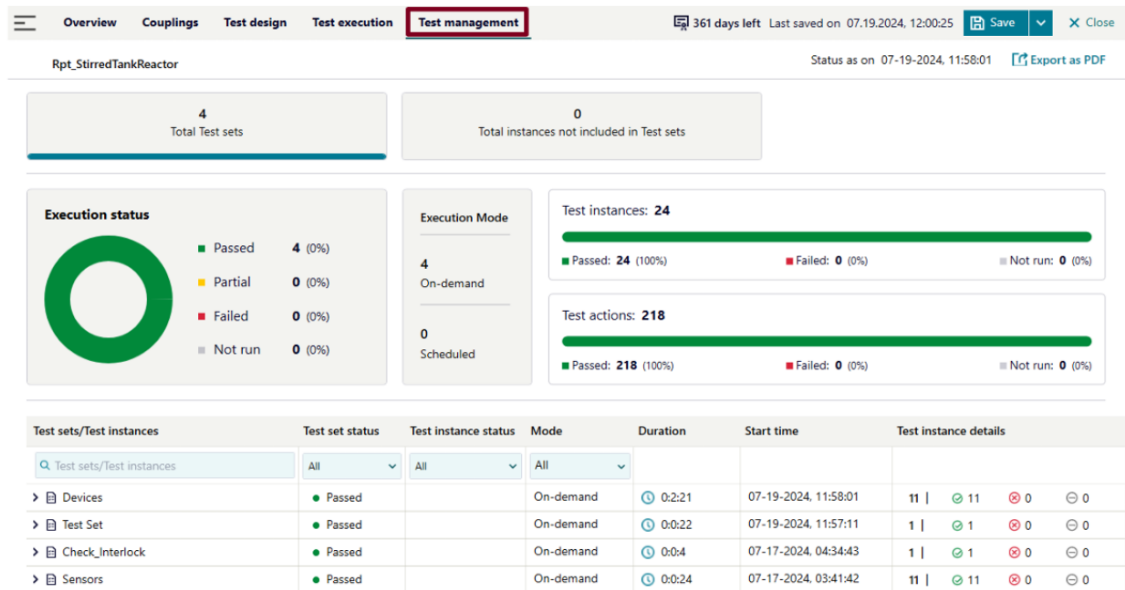 Overview Couplings Test design Test execution Test management 361 days left Last saved on 07.19.2024, 12:00:25 Save Close
Rpt_StirredTankReactor Status as on 07-19-2024, 11:58:01 Export as PDF
4 0
Total Test sets Total instances not included in Test sets
Execution status Execution Mode Test instances: 24
Passed 4 (0%)
Partial 0 (0%)
Failed 0 (0%)
Not run 0 (0%)
4
On-demand
0
Scheduled
Passed: 24 (100%) Failed: 0 (0%) Not run: 0 (0%)
Test actions: 218
Passed: 218 (100%) Failed: 0 (0%) Not run: 0 (0%)
Test sets/Test instances Test set status Test instance status Mode Duration Start time Test instance details
Test sets/Test instances All All All
Devices Passed On-demand 0:2:21 07-19-2024, 11:58:01 11 | 11 0 0
Test Set Passed On-demand 0:0:22 07-19-2024, 11:57:11 1 | 1 0 0
Check_Interlock Passed On-demand 0:0:4 07-17-2024, 04:34:43 1 | 1 0 0
Sensors Passed On-demand 0:0:24 07-17-2024, 03:41:42 11 | 11 0 0